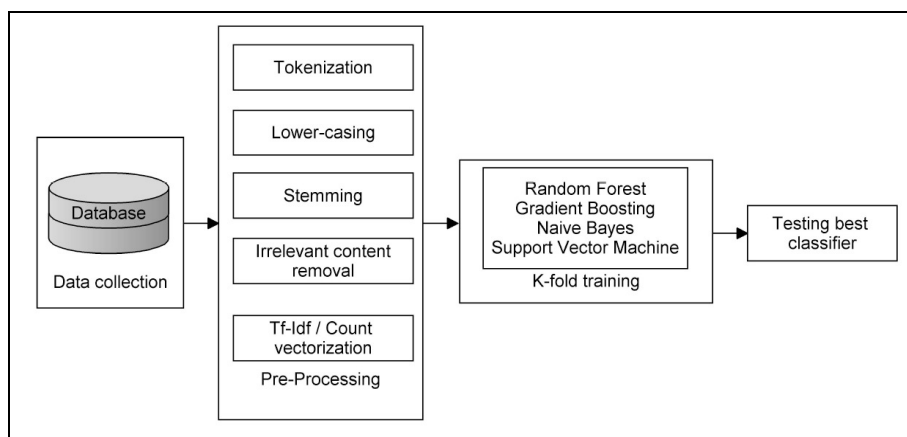 Database
Data collection
Tokenization
Lower-casing
Stemming
Irrelevant content
removal
Tf-Idf / Count
vectorization
Pre-Processing
Random Forest
Gradient Boosting
Naive Bayes
Support Vector Machine
K-fold training
Testing best
classifier